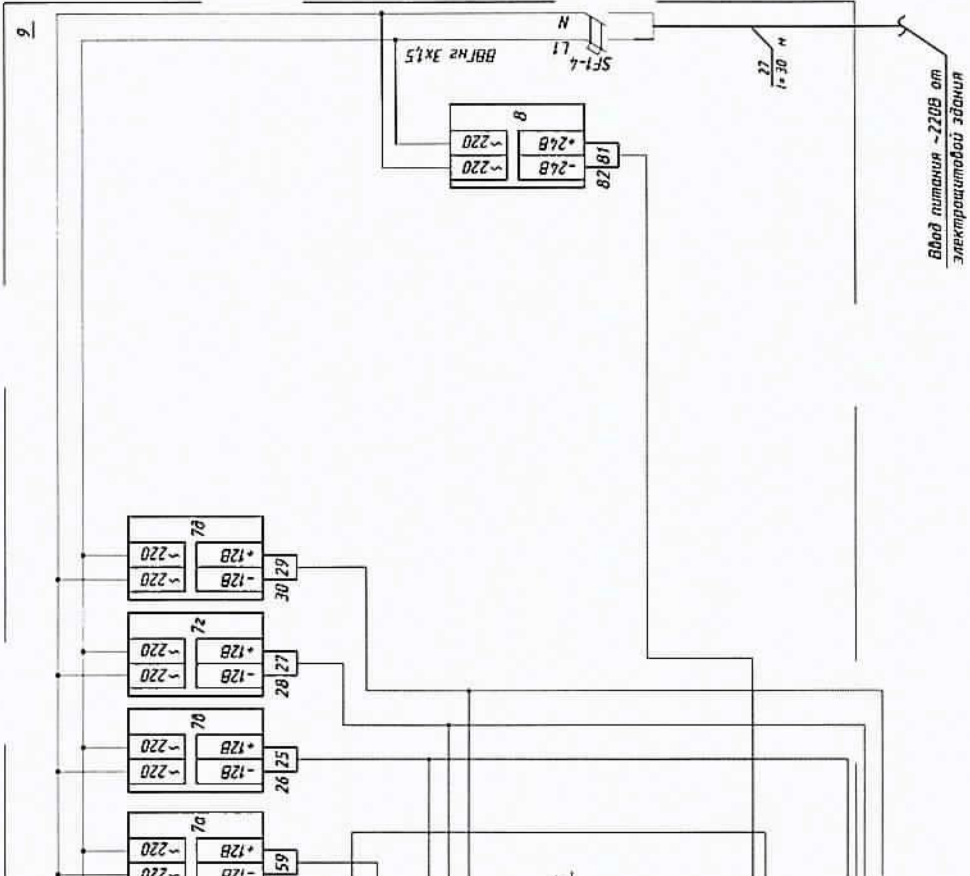 9
N
L1
SF1-4
ВВГнг 3х1,5
27
l=30 м
Ввод питания ~220В от
электрощитовой здания
8
~220
+24В
81
~220
-24В
82
7д
~220
+12В
29
~220
-12В
30
7г
~220
+12В
27
~220
-12В
28
7в
~220
+12В
25
~220
-12В
26
7а
~220
+12В
59
~220
-12В